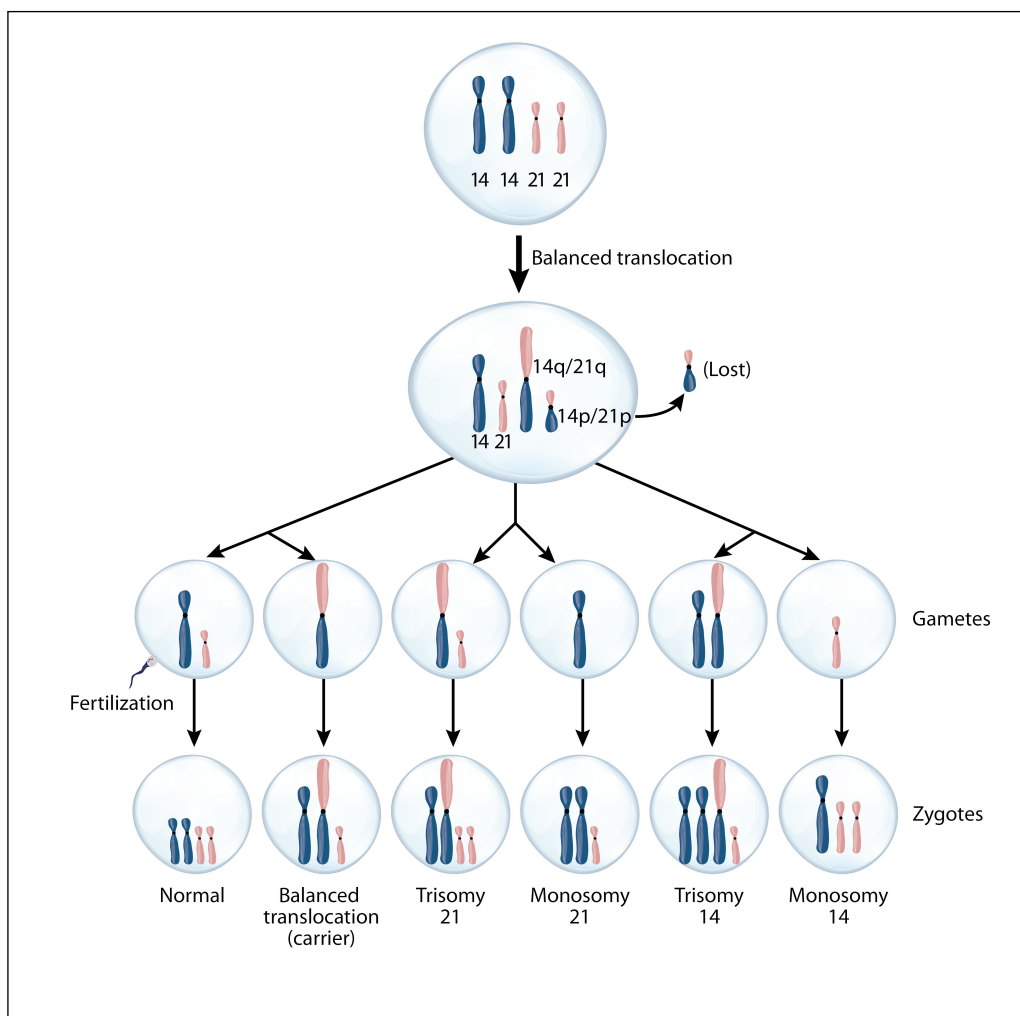 14 14 21 21
Balanced translocation
14q/21q
(Lost)
14p/21p
14 21
Gametes
Fertilization
Zygotes
Normal
Balanced
translocation
(carrier)
Trisomy
21
Monosomy
21
Trisomy
14
Monosomy
14